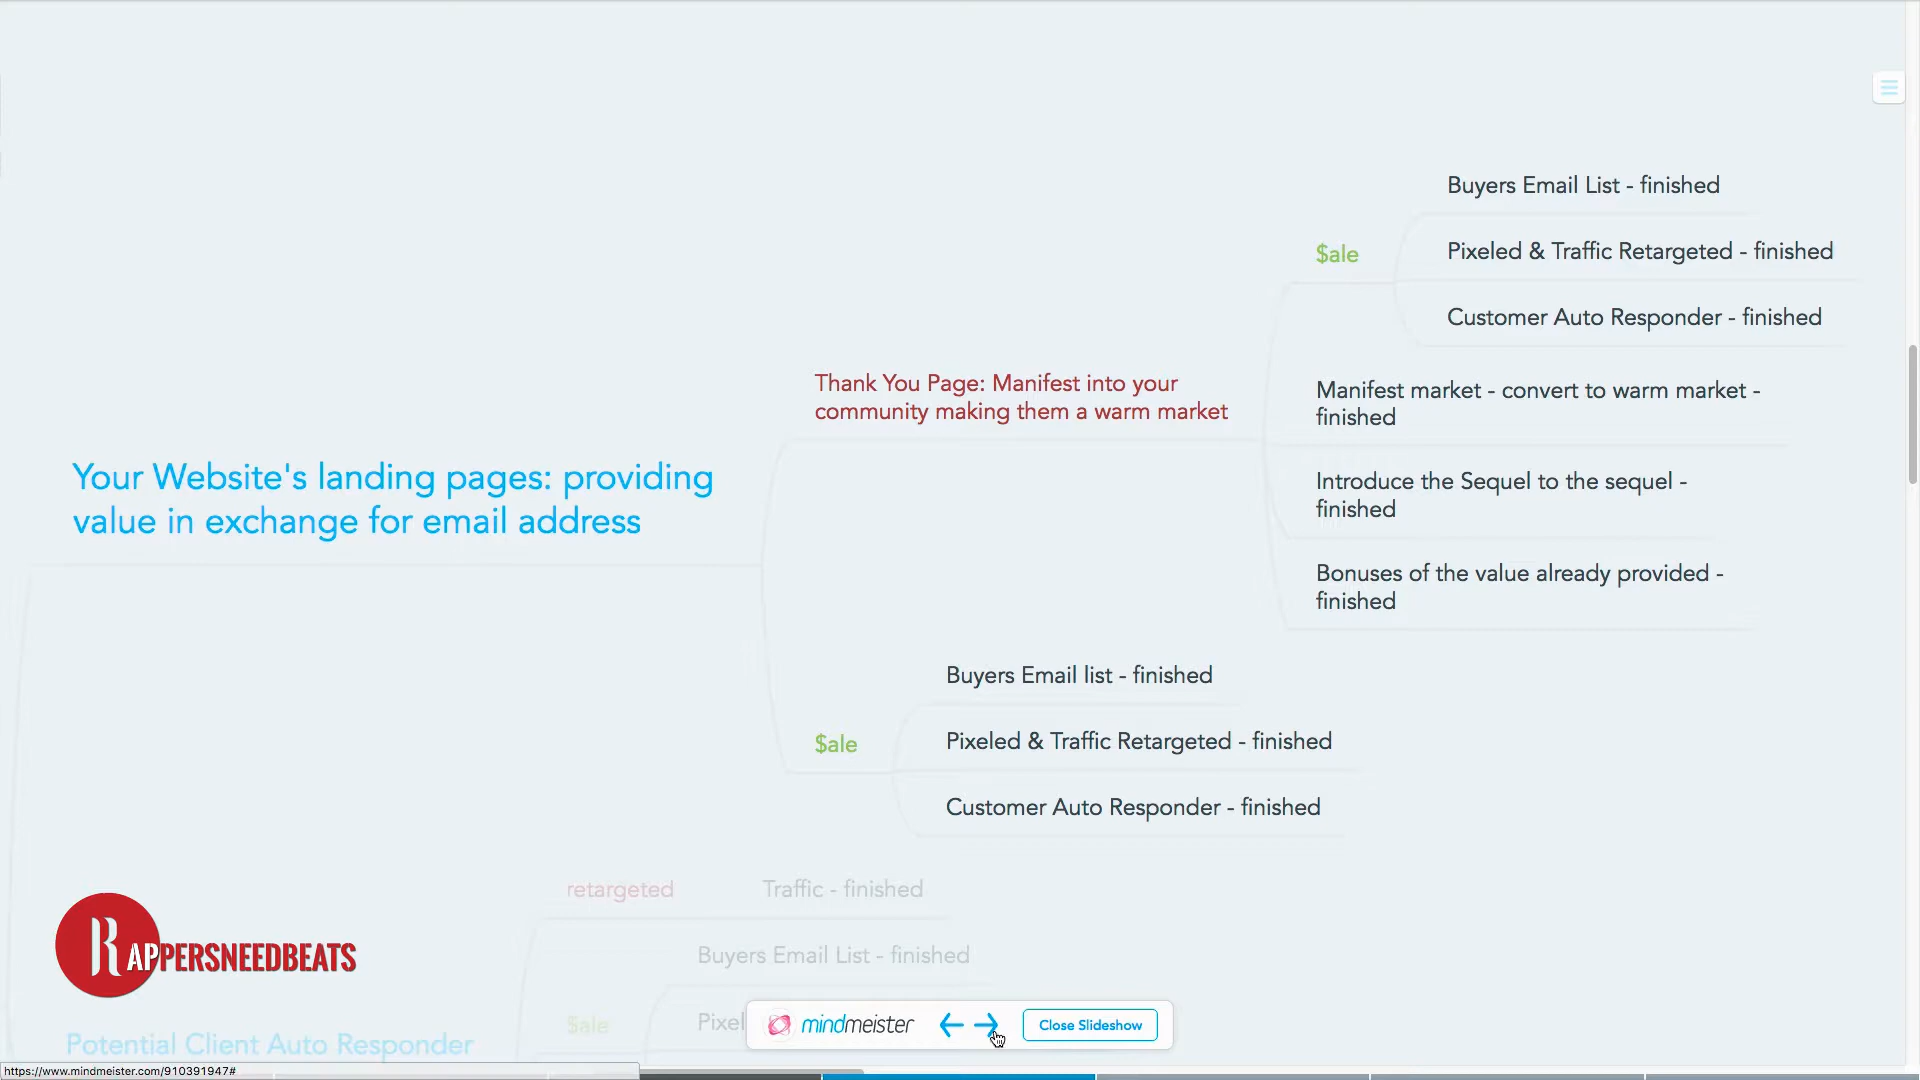 Buyers Email List - finished
$ale
Pixeled & Traffic Retargeted - finished
Customer Auto Responder - finished
Thank You Page: Manifest into your
community making them a warm market
Manifest market - convert to warm market -
finished
Your Website's landing pages: providing
value in exchange for email address
Introduce the Sequel to the sequel -
finished
Bonuses of the value already provided -
finished
Buyers Email list - finished
$ale
Pixeled & Traffic Retargeted - finished
Customer Auto Responder - finished
retargeted
Traffic - finished
RAPPERSNEEDBEATS
Buyers Email List - finished
$ale
Pixel
mindmeister
Close Slideshow
Potential Client Auto Responder
https://www.mindmeister.com/910391947#